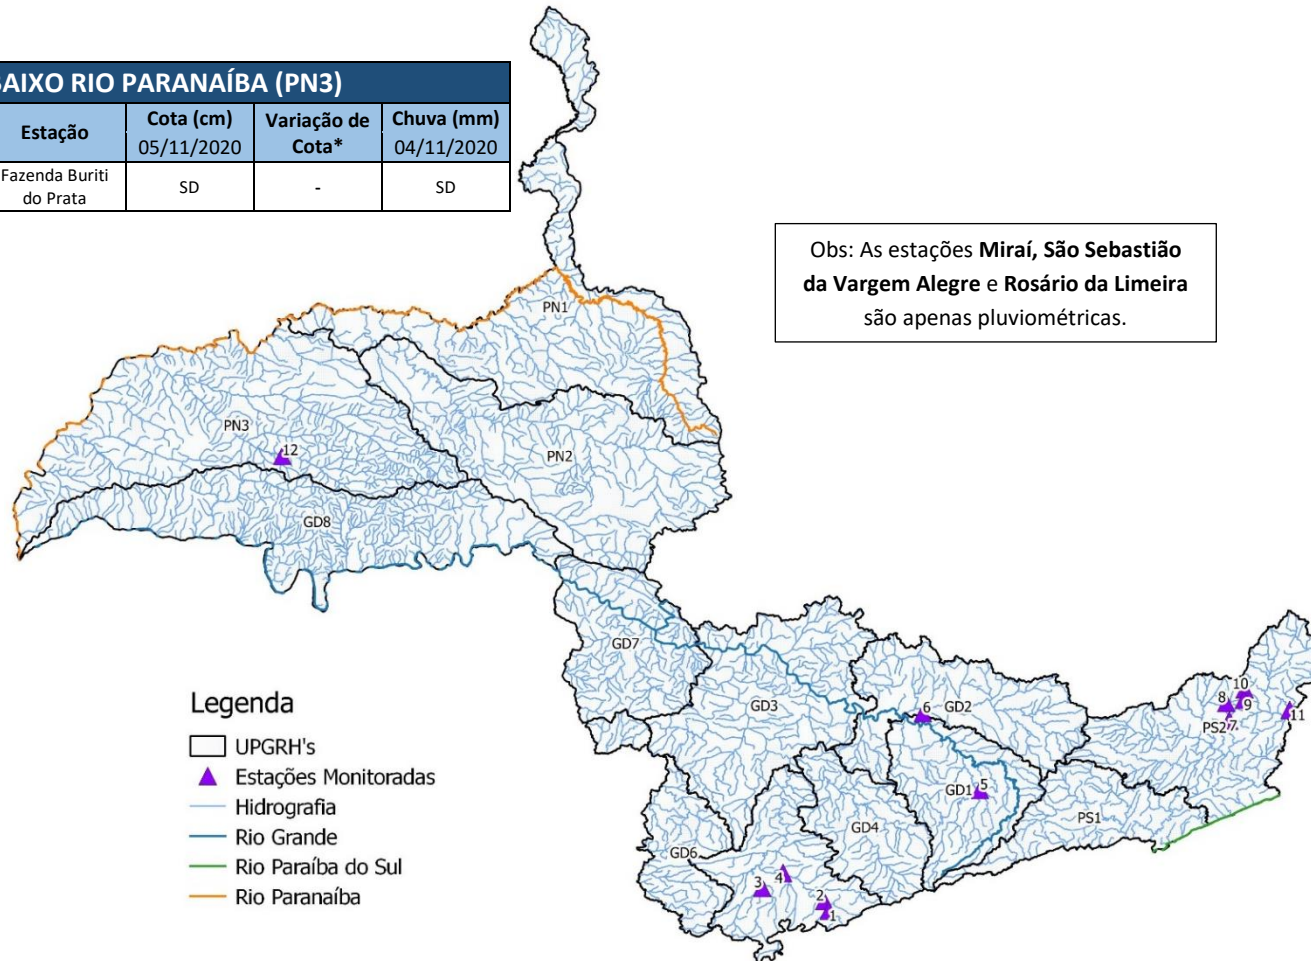 BAIXO RIO PARANAÍBA (PN3)
Estação
Cota (cm)
05/11/2020
Variação de
Cota*
Chuva (mm)
04/11/2020
Fazenda Buriti
do Prata
SD
-
SD
Obs: As estações Miraí, São Sebastião
da Vargem Alegre e Rosário da Limeira
são apenas pluviométricas.
PN1
PN3
12
PN2
GD8
GD7
GD3
6
GD2
10
8
9
11
PS2
7
GD1
5
PS1
GD4
GD6
4
3
2
1
Legenda
UPGRH's
Estações Monitoradas
Hidrografia
Rio Grande
Rio Paraíba do Sul
Rio Paranaíba